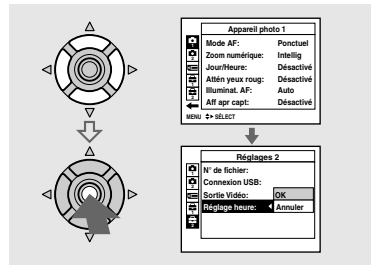 Appareil photo 1
Mode AF: Ponctuel
Zoom numérique: Intellig
Jour/Heure: Désactivé
Attén yeux roug: Désactivé
Illuminat. AF: Auto
Aff apr capt: Désactivé
MENU SÉLECT
Réglages 2
N° de fichier:
Connexion USB:
Sortie Vidéo: OK
Réglage heure: Annuler